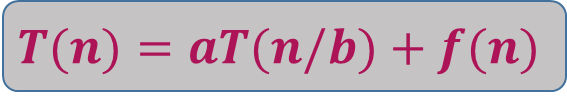 T(n) = aT(n/b) + f(n)